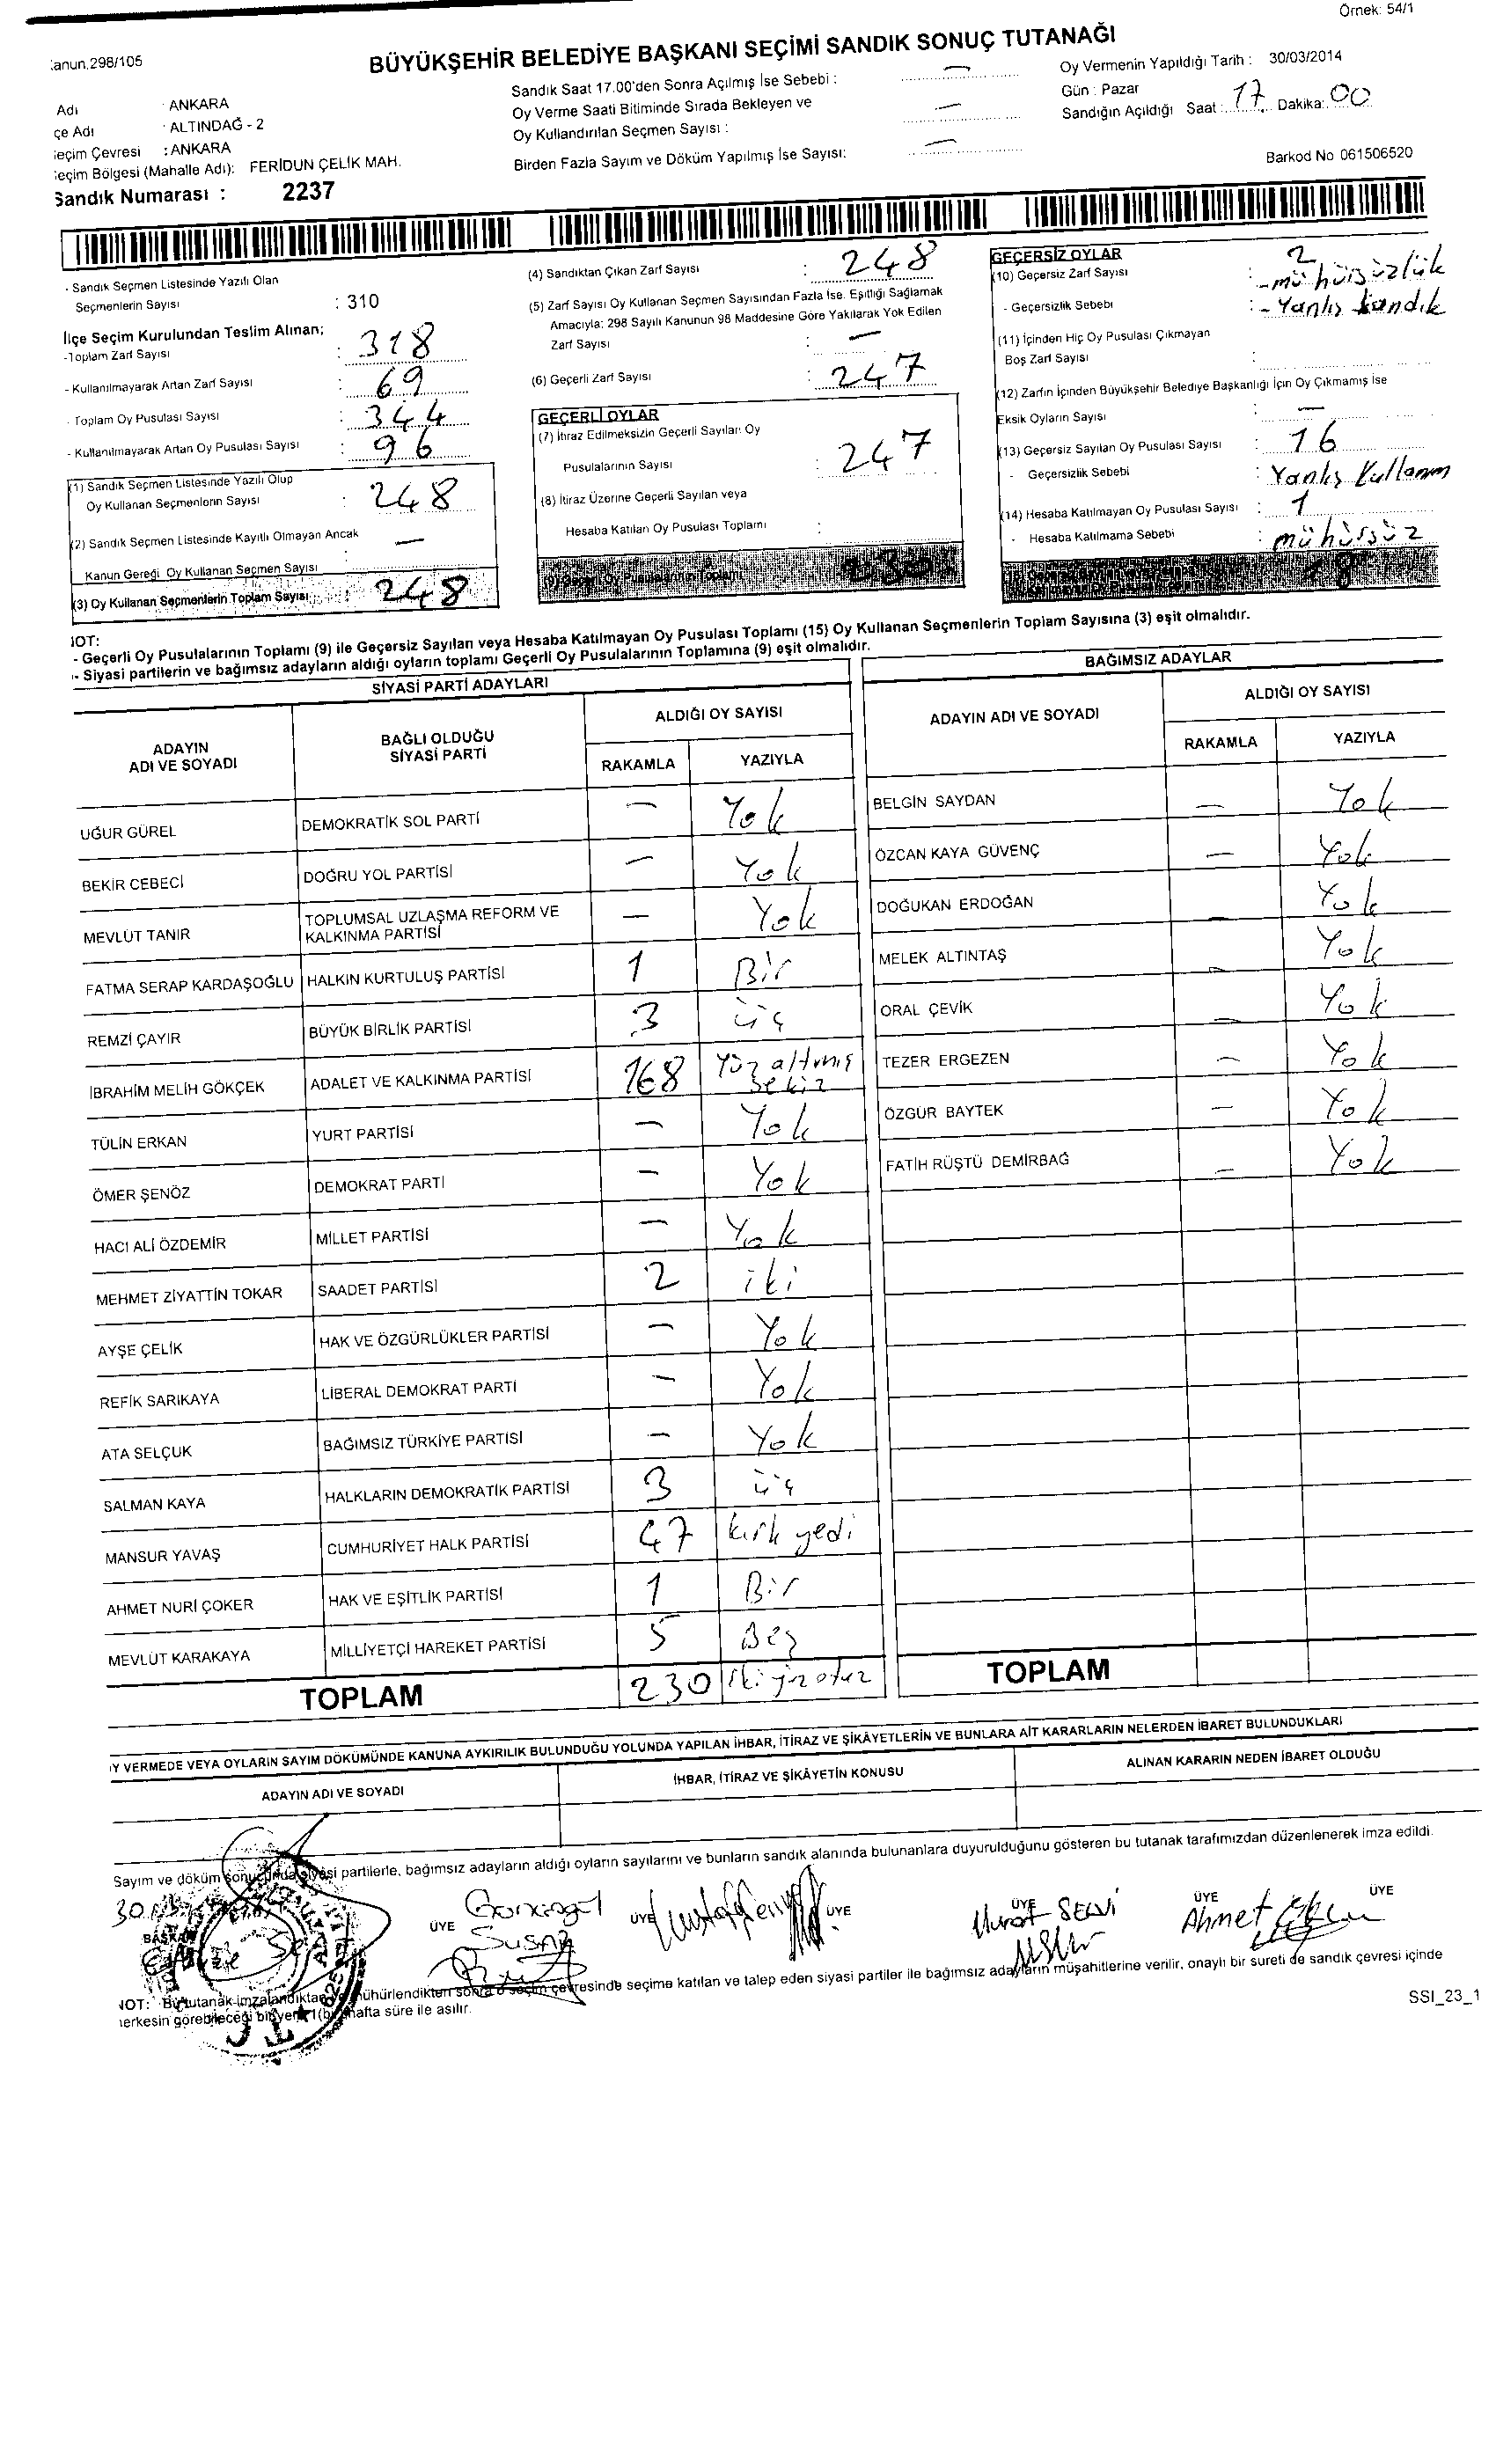 Örnek: 54/1
BÜYÜKŞEHİR BELEDİYE BAŞKANI SEÇİMİ SANDIK SONUÇ TUTANAĞI
anun.298/105
Adı : ANKARA
çe Adı : ALTINDAĞ - 2
eçim Çevresi : ANKARA
eçim Bölgesi (Mahalle Adı): FERİDUN ÇELİK MAH.
Sandık Numarası : 2237
Sandık Saat 17.00'den Sonra Açılmış İse Sebebi : —
Oy Verme Saati Bitiminde Sırada Bekleyen ve
Oy Kullandırılan Seçmen Sayısı : —
Birden Fazla Sayım ve Döküm Yapılmış İse Sayısı: —
Oy Vermenin Yapıldığı Tarih : 30/03/2014
Gün : Pazar
Sandığın Açıldığı Saat : 17 Dakika: 00
Barkod No 061506520
- Sandık Seçmen Listesinde Yazılı Olan
Seçmenlerin Sayısı : 310
İlçe Seçim Kurulundan Teslim Alınan;
-Toplam Zarf Sayısı : 318
- Kullanılmayarak Artan Zarf Sayısı : 69
- Toplam Oy Pusulası Sayısı : 344
- Kullanılmayarak Artan Oy Pusulası Sayısı : 96
(1) Sandık Seçmen Listesinde Yazılı Olup
Oy Kullanan Seçmenlerin Sayısı : 248
(2) Sandık Seçmen Listesinde Kayıtlı Olmayan Ancak
Kanun Gereği Oy Kullanan Seçmen Sayısı : —
(3) Oy Kullanan Seçmenlerin Toplam Sayısı : 248
(4) Sandıktan Çıkan Zarf Sayısı : 248
(5) Zarf Sayısı Oy Kullanan Seçmen Sayısından Fazla İse. Eşitliği Sağlamak
Amacıyla; 298 Sayılı Kanunun 98 Maddesine Göre Yakılarak Yok Edilen
Zarf Sayısı : —
(6) Geçerli Zarf Sayısı : 247
GEÇERLİ OYLAR
(7) İtiraz Edilmeksizin Geçerli Sayılan Oy
Pusulalarının Sayısı : 247
(8) İtiraz Üzerine Geçerli Sayılan veya
Hesaba Katılan Oy Pusulası Toplamı :
(9) Geçerli Oy Pusulalarının Toplamı 230
GEÇERSİZ OYLAR
(10) Geçersiz Zarf Sayısı : 2
- Geçersizlik Sebebi : - mühürsüzlük
- Yanlış sandık
(11) İçinden Hiç Oy Pusulası Çıkmayan
Boş Zarf Sayısı :
(12) Zarfın İçinden Büyükşehir Belediye Başkanlığı İçin Oy Çıkmamış İse
Eksik Oyların Sayısı : —
(13) Geçersiz Sayılan Oy Pusulası Sayısı : 16
- Geçersizlik Sebebi : Yanlış Kullanım
(14) Hesaba Katılmayan Oy Pusulası Sayısı : 1
- Hesaba Katılmama Sebebi : mühürsüz
18
NOT:
- Geçerli Oy Pusulalarının Toplamı (9) ile Geçersiz Sayılan veya Hesaba Katılmayan Oy Pusulası Toplamı (15) Oy Kullanan Seçmenlerin Toplam Sayısına (3) eşit olmalıdır.
- Siyasi partilerin ve bağımsız adayların aldığı oyların toplamı Geçerli Oy Pusulalarının Toplamına (9) eşit olmalıdır.
SİYASİ PARTİ ADAYLARI
BAĞIMSIZ ADAYLAR
ADAYIN ADI VE SOYADI
BAĞLI OLDUĞU SİYASİ PARTİ
ALDIĞI OY SAYISI
RAKAMLA YAZIYLA
ADAYIN ADI VE SOYADI
ALDIĞI OY SAYISI
RAKAMLA YAZIYLA
UĞUR GÜREL DEMOKRATİK SOL PARTİ — Yok
BEKİR CEBECİ DOĞRU YOL PARTİSİ — Yok
MEVLÜT TANIR TOPLUMSAL UZLAŞMA REFORM VE KALKINMA PARTİSİ — Yok
FATMA SERAP KARDAŞOĞLU HALKIN KURTULUŞ PARTİSİ 1 Bir
REMZİ ÇAYIR BÜYÜK BİRLİK PARTİSİ 3 üç
İBRAHİM MELİH GÖKÇEK ADALET VE KALKINMA PARTİSİ 168 Yüz altmış sekiz
TÜLİN ERKAN YURT PARTİSİ — Yok
ÖMER ŞENÖZ DEMOKRAT PARTİ — Yok
HACI ALİ ÖZDEMİR MİLLET PARTİSİ — Yok
MEHMET ZİYATTİN TOKAR SAADET PARTİSİ 2 iki
AYŞE ÇELİK HAK VE ÖZGÜRLÜKLER PARTİSİ — Yok
REFİK SARIKAYA LİBERAL DEMOKRAT PARTİ — Yok
ATA SELÇUK BAĞIMSIZ TÜRKİYE PARTİSİ — Yok
SALMAN KAYA HALKLARIN DEMOKRATİK PARTİSİ 3 üç
MANSUR YAVAŞ CUMHURİYET HALK PARTİSİ 47 kırk yedi
AHMET NURİ ÇOKER HAK VE EŞİTLİK PARTİSİ 1 Bir
MEVLÜT KARAKAYA MİLLİYETÇİ HAREKET PARTİSİ 5 Beş
TOPLAM 230 iki yüz otuz
BELGİN SAYDAN — Yok
ÖZCAN KAYA GÜVENÇ — Yok
DOĞUKAN ERDOĞAN — Yok
MELEK ALTINTAŞ — Yok
ORAL ÇEVİK — Yok
TEZER ERGEZEN — Yok
ÖZGÜR BAYTEK — Yok
FATİH RÜŞTÜ DEMİRBAĞ — Yok
TOPLAM
Y VERMEDE VEYA OYLARIN SAYIM DÖKÜMÜNDE KANUNA AYKIRILIK BULUNDUĞU YOLUNDA YAPILAN İHBAR, İTİRAZ VE ŞİKÂYETLERİN VE BUNLARA AİT KARARLARIN NELERDEN İBARET BULUNDUKLARI
ADAYIN ADI VE SOYADI
İHBAR, İTİRAZ VE ŞİKÂYETİN KONUSU
ALINAN KARARIN NEDEN İBARET OLDUĞU
Sayım ve döküm sonucunda siyasi partilerle, bağımsız adayların aldığı oyların sayılarını ve bunların sandık alanında bulunanlara duyurulduğunu gösteren bu tutanak tarafımızdan düzenlenerek imza edildi.
BAŞKAN
ÜYE Susaz
ÜYE
ÜYE
ÜYE Murat SELVİ
ÜYE Ahmet
ÜYE
NOT: Bu tutanak imzalandıktan ve mühürlendikten sonra o seçim çevresinde seçime katılan ve talep eden siyasi partiler ile bağımsız adayların müşahitlerine verilir, onaylı bir sureti de sandık çevresi içinde
herkesin görebileceği bir yere 1 (bir) hafta süre ile asılır.
SSI_23_1